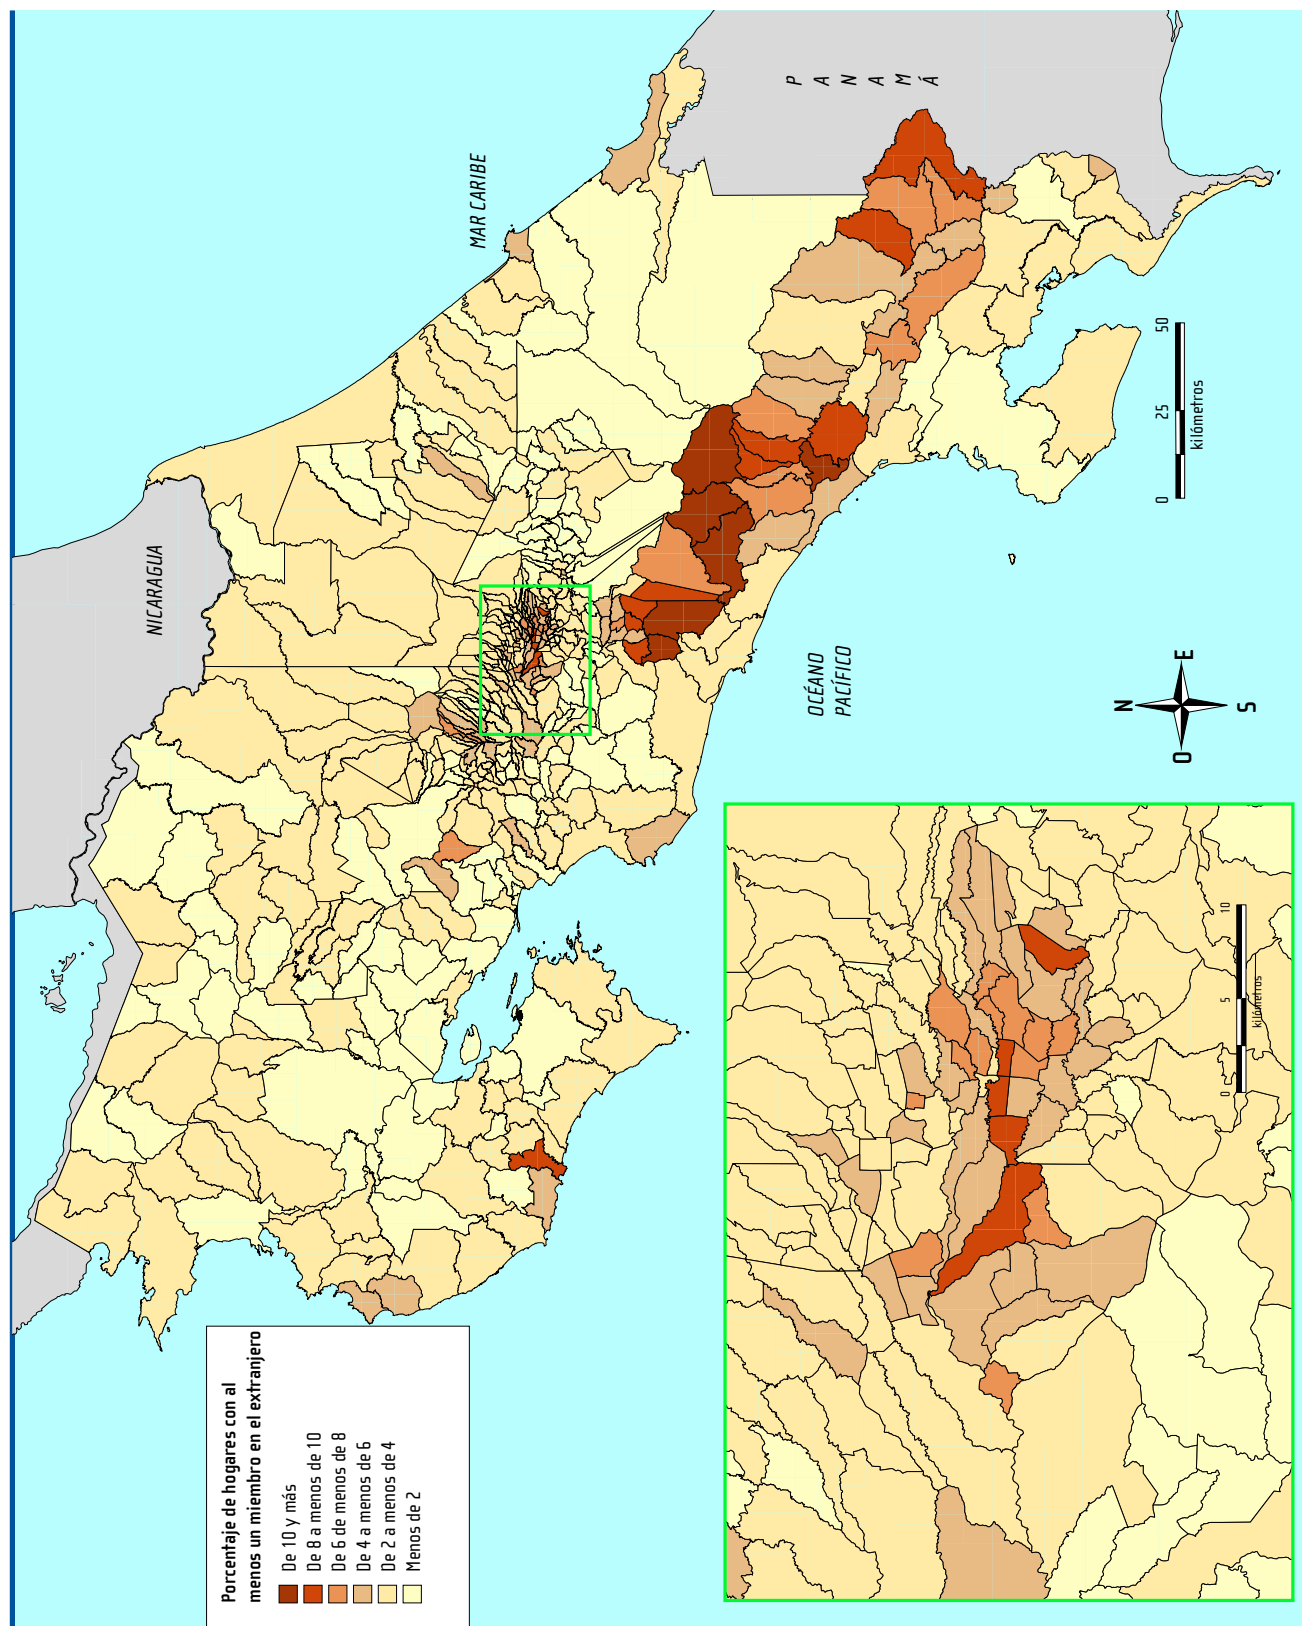 NICARAGUA
MAR CARIBE
P A N A M Á
OCÉANO
PACÍFICO
Porcentaje de hogares con al
menos un miembro en el extranjero
De 10 y más
De 8 a menos de 10
De 6 de menos de 8
De 4 a menos de 6
De 2 a menos de 4
Menos de 2
N
O
E
S
0 25 50
kilómetros
0 5 10
kilómetros